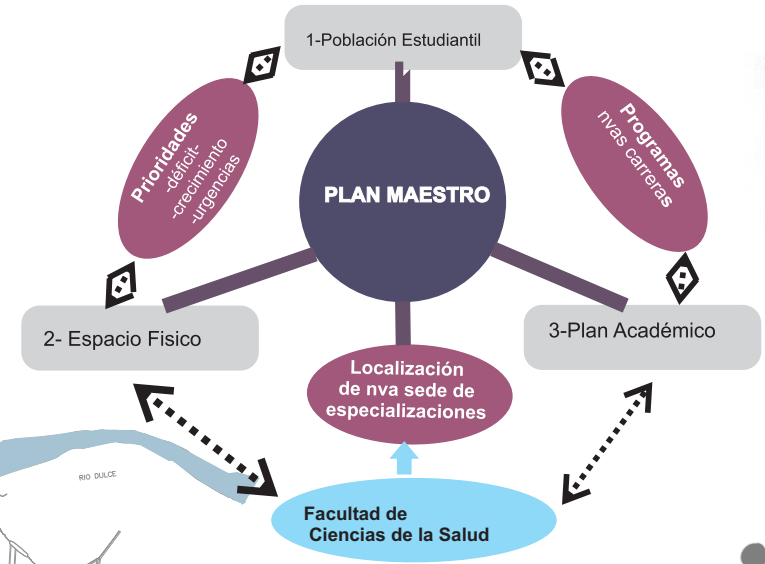 1-Población Estudiantil
Prioridades
-déficit-
-crecimiento
-urgencias
Programas
nvas carreras
PLAN MAESTRO
2- Espacio Fisico
3-Plan Académico
Localización
de nva sede de
especializaciones
RIO DULCE
Facultad de
Ciencias de la Salud